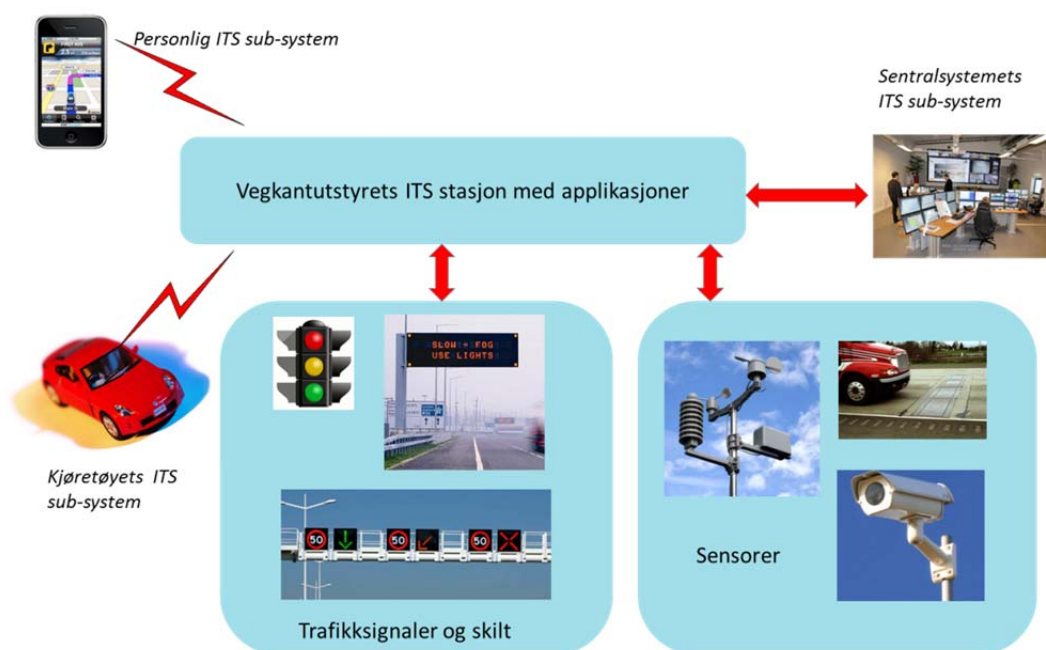 Personlig ITS sub-system
Sentralsystemets
ITS sub-system
Vegkantutstyrets ITS stasjon med applikasjoner
SLOW + FOG
USE LIGHTS
Kjøretøyets ITS
sub-system
50
50
50
Sensorer
Trafikksignaler og skilt